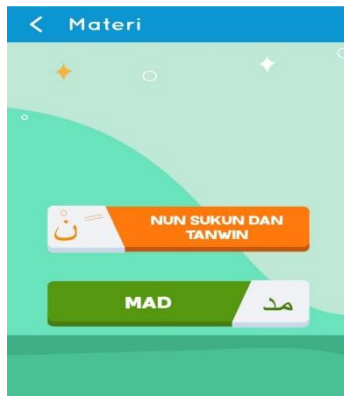 Materi
ن NUN SUKUN DAN
TANWIN
MAD مد